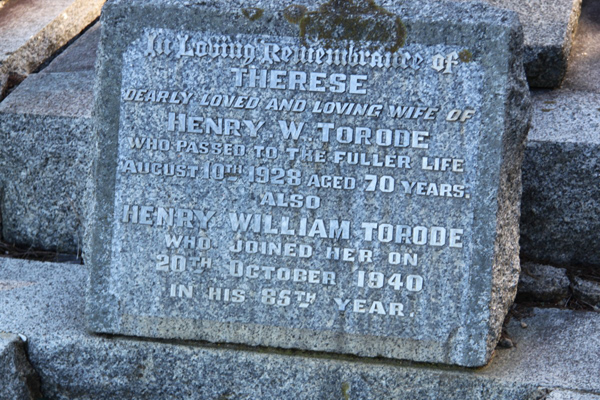 In Loving Remembrance of
THERESE
DEARLY LOVED AND LOVING WIFE OF
HENRY W. TORODE
WHO PASSED TO THE FULLER LIFE
AUGUST 10TH 1928 AGED 70 YEARS.
ALSO
HENRY WILLIAM TORODE
WHO JOINED HER ON
20TH OCTOBER 1940
IN HIS 85TH YEAR.